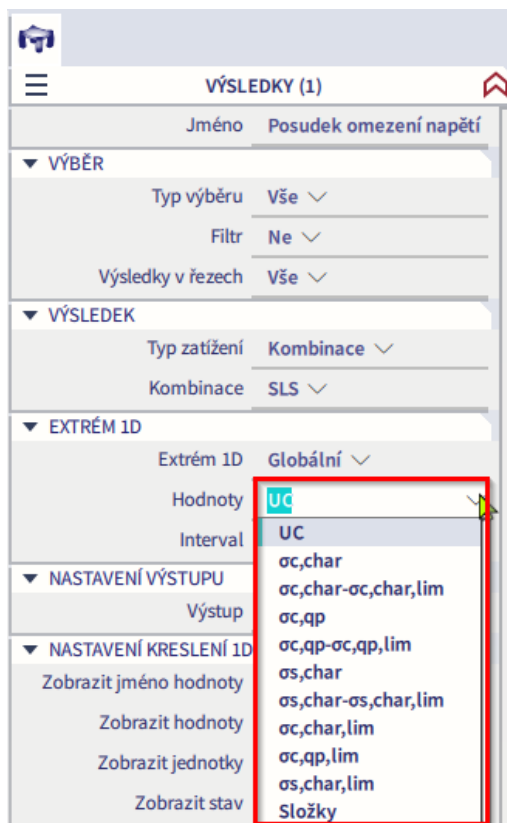 VÝSLEDKY (1)
Jméno Posudek omezení napětí
VÝBĚR
Typ výběru Vše
Filtr Ne
Výsledky v řezech Vše
VÝSLEDEK
Typ zatížení Kombinace
Kombinace SLS
EXTRÉM 1D
Extrém 1D Globální
Hodnoty UC
Interval
UC
σc,char
σc,char-σc,char,lim
σc,qp
σc,qp-σc,qp,lim
σs,char
σs,char-σs,char,lim
σc,char,lim
σc,qp,lim
σs,char,lim
Složky
NASTAVENÍ VÝSTUPU
Výstup
NASTAVENÍ KRESLENÍ 1D
Zobrazit jméno hodnoty
Zobrazit hodnoty
Zobrazit jednotky
Zobrazit stav